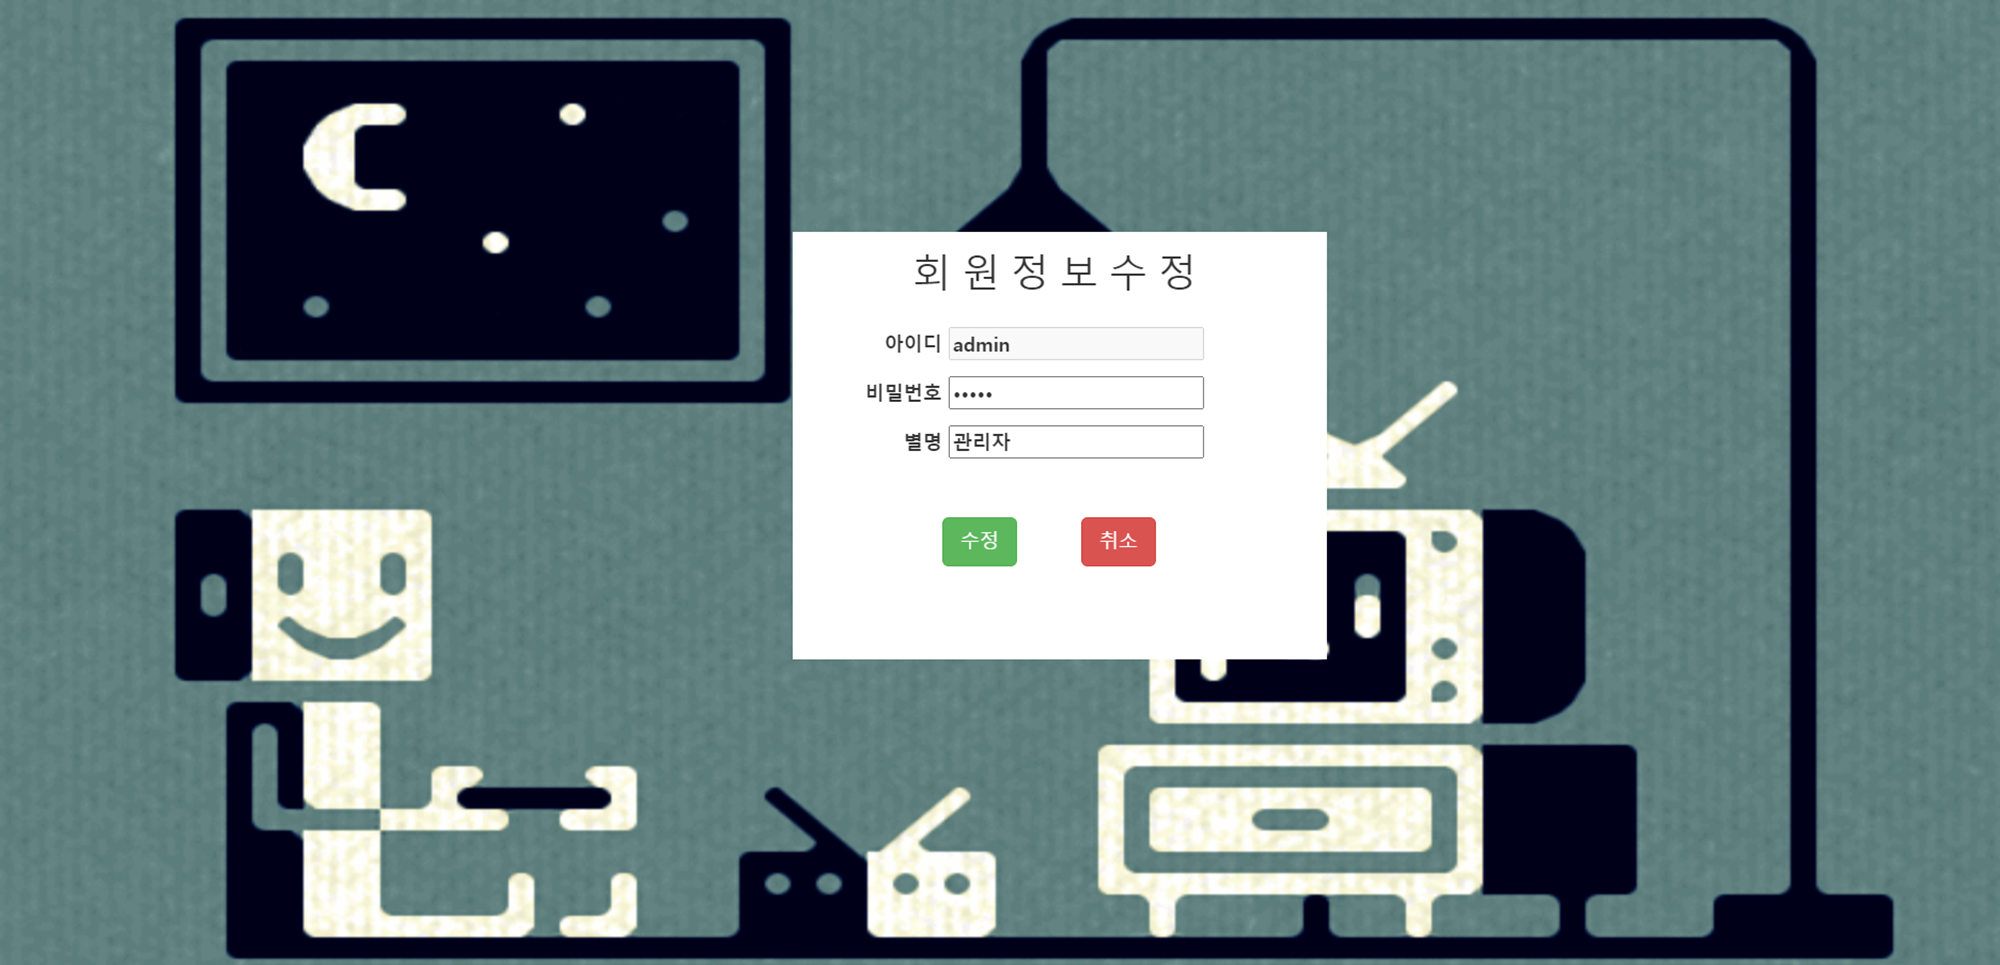 회 원 정 보 수 정
아이디 admin
비밀번호 •••••
별명 관리자
수정 취소